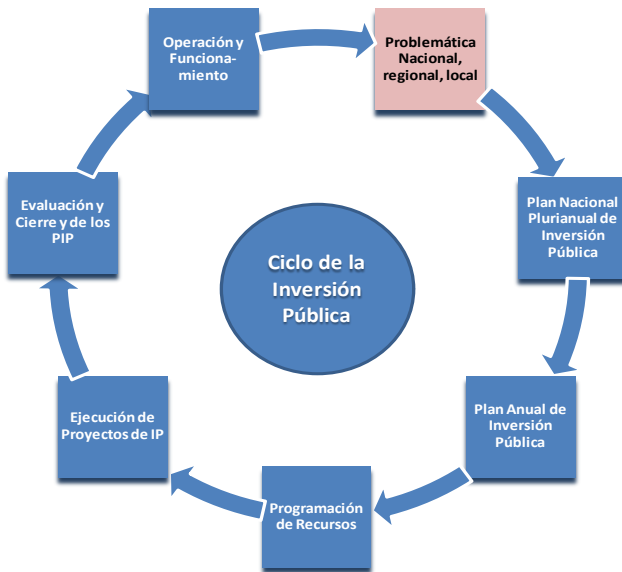 Operación y
Funciona-
miento
Problemática
Nacional,
regional, local
Plan Nacional
Plurianual de
Inversión
Pública
Plan Anual de
Inversión
Pública
Programación
de Recursos
Ejecución de
Proyectos de IP
Evaluación y
Cierre y de los
PIP
Ciclo de la
Inversión
Pública